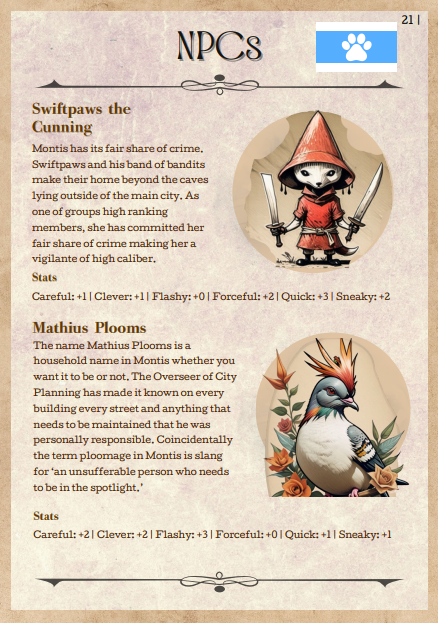 21 |
NPCs
Swiftpaws the
Cunning
Montis has its fair share of crime.
Swiftpaws and his band of bandits
make their home beyond the caves
lying outside of the main city. As
one of groups high ranking
members, she has committed her
fair share of crime making her a
vigilante of high caliber.
Stats
Careful: +1 | Clever: +1 | Flashy: +0 | Forceful: +2 | Quick: +3 | Sneaky: +2
Mathius Plooms
The name Mathius Plooms is a
household name in Montis whether you
want it to be or not. The Overseer of City
Planning has made it known on every
building every street and anything that
needs to be maintained that he was
personally responsible. Coincidentally
the term ploomage in Montis is slang
for 'an unsufferable person who needs
to be in the spotlight.'
Stats
Careful: +2 | Clever: +2 | Flashy: +3 | Forceful: +0 | Quick: +1 | Sneaky: +1